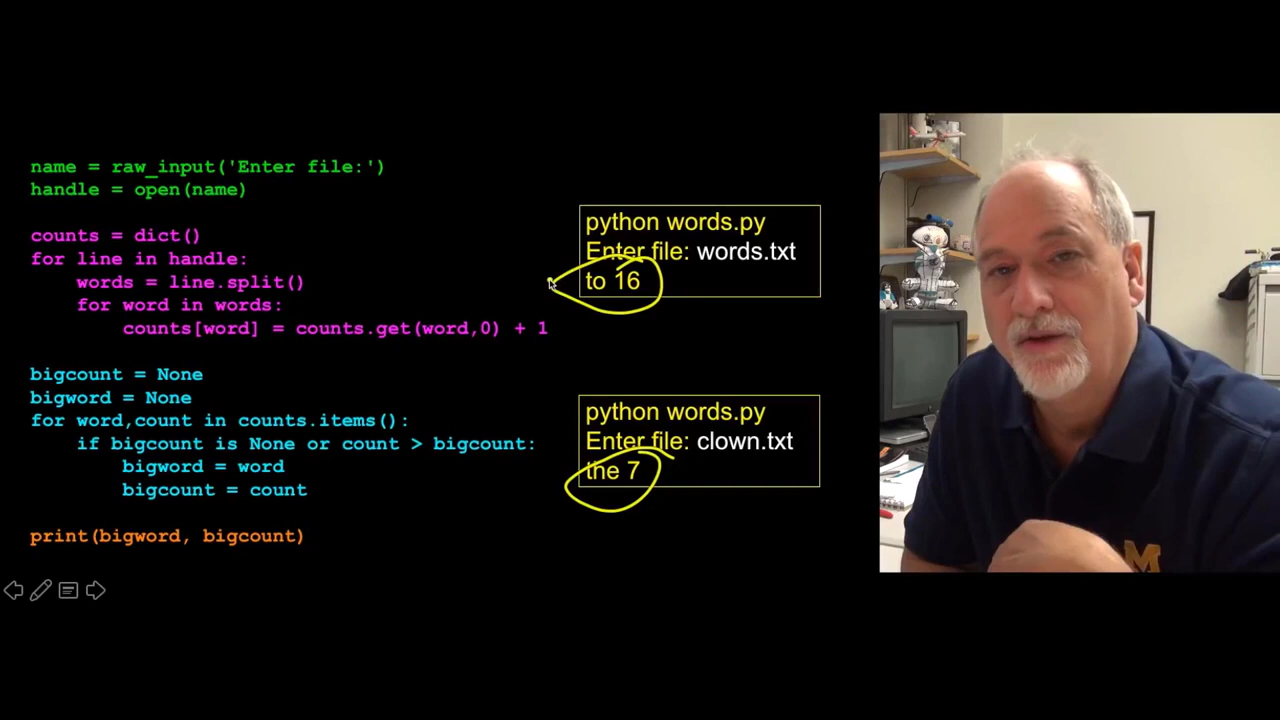 name = raw_input('Enter file:')
handle = open(name)
counts = dict()
for line in handle:
    words = line.split()
    for word in words:
        counts[word] = counts.get(word,0) + 1
bigcount = None
bigword = None
for word,count in counts.items():
    if bigcount is None or count > bigcount:
        bigword = word
        bigcount = count
print(bigword, bigcount)
python words.py
Enter file: words.txt
to 16
python words.py
Enter file: clown.txt
the 7
M